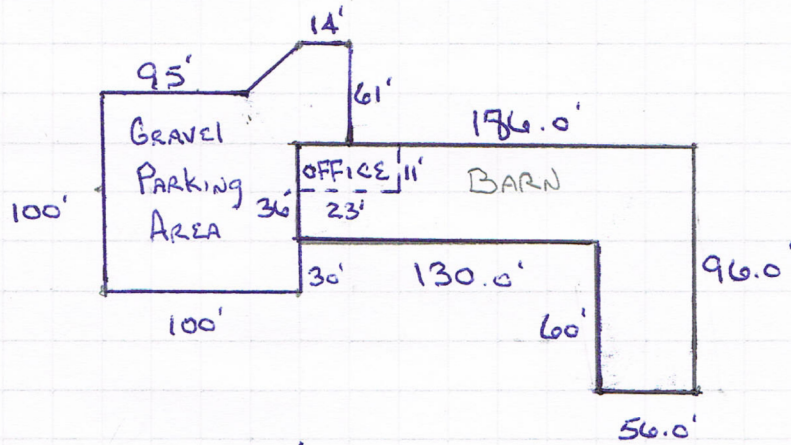 14'
95'
61'
186.0'
GRAVEL
PARKING
AREA
OFFICE
11'
23'
BARN
100'
36'
30'
130.0'
96.0'
100'
60'
56.0'